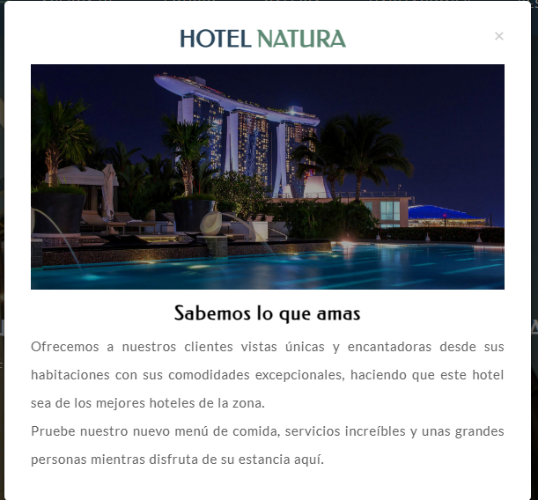 HOTEL NATURA
×
Sabemos lo que amas
Ofrecemos a nuestros clientes vistas únicas y encantadoras desde sus
habitaciones con sus comodidades excepcionales, haciendo que este hotel
sea de los mejores hoteles de la zona.
Pruebe nuestro nuevo menú de comida, servicios increíbles y unas grandes
personas mientras disfruta de su estancia aquí.